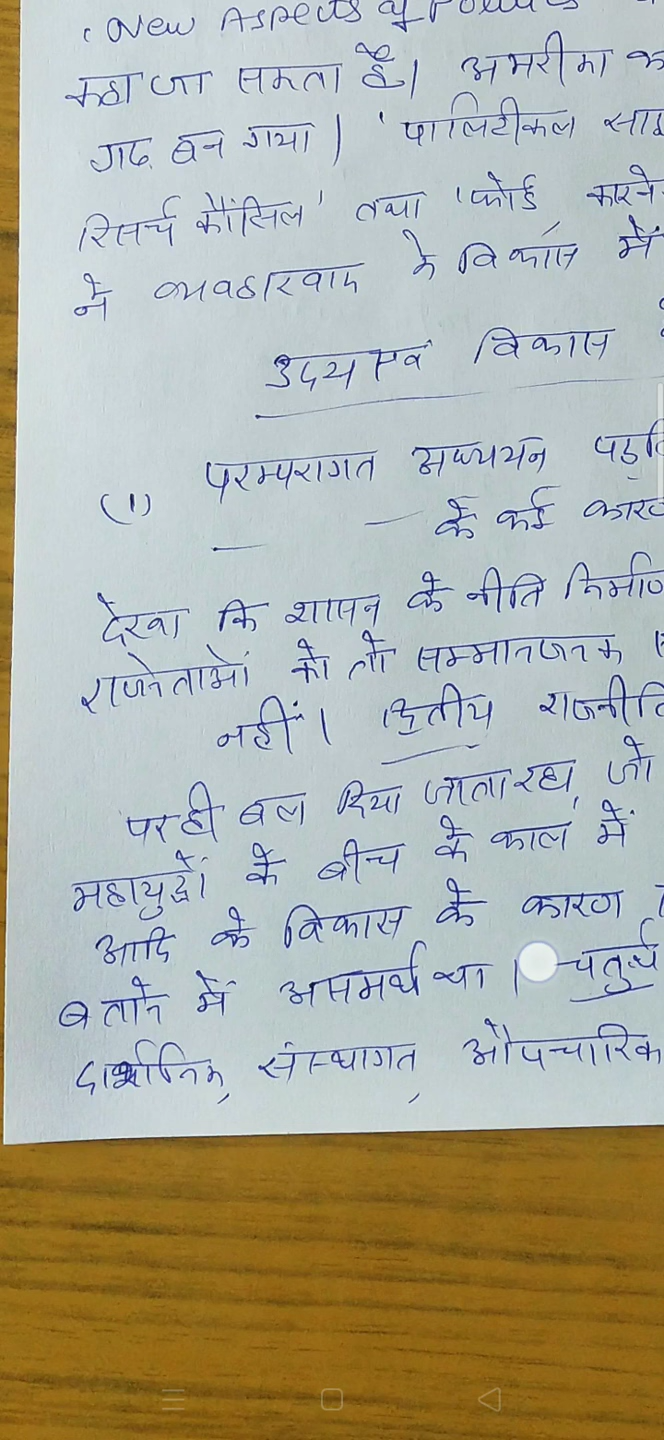 New Aspects of
कहा जा सकता है। अमरीका
गढ़ बन गया। 'पालिटीकल
रिसर्च कौंसिल' तथा 'फोर्ड
ने व्यवहारवाद के विकास में
उदय एवं विकास
(1) परम्परागत अध्ययन
के कई
देखा कि शासन के नीति
राजनेताओं को तो सम्मानजनक
नहीं। द्वितीय
पर ही बल दिया जाता रहा, जो
महायुद्धों के बीच के काल में
आदि के विकास के कारण
बताने में असमर्थ था। चतुर्थ
दार्शनिक, संस्थागत, औपचारिक